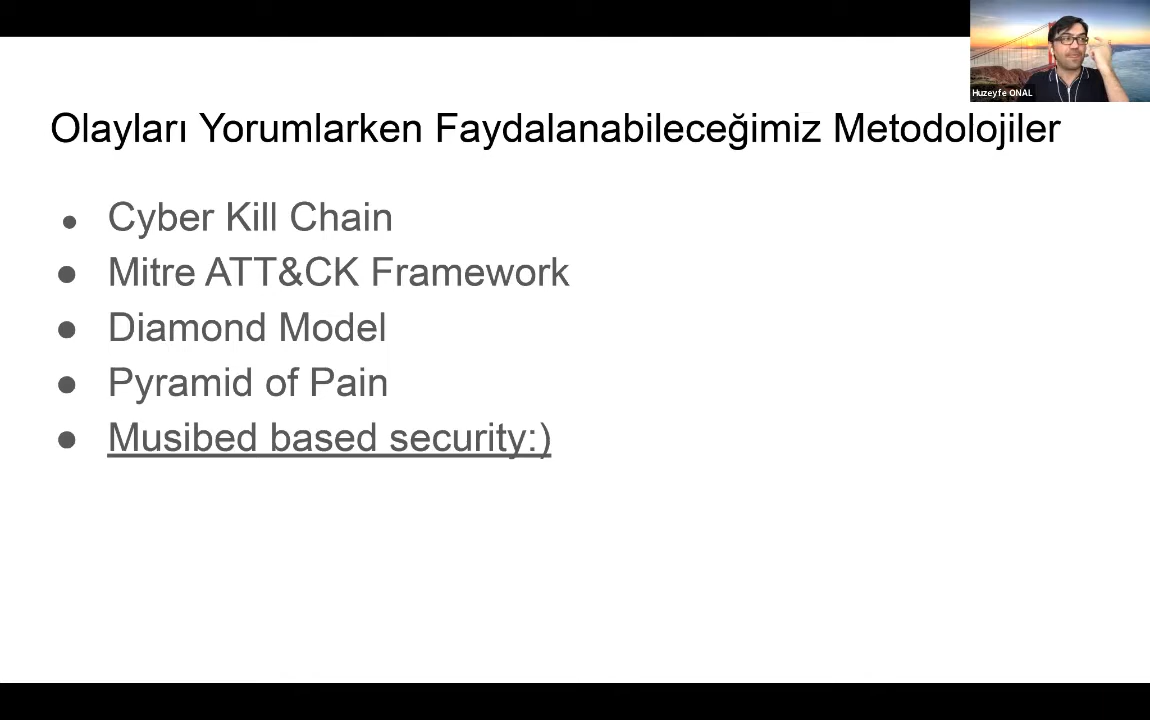 Huzeyfe ONAL
Olayları Yorumlarken Faydalanabileceğimiz Metodolojiler
● Cyber Kill Chain
● Mitre ATT&CK Framework
● Diamond Model
● Pyramid of Pain
● Musibed based security:)